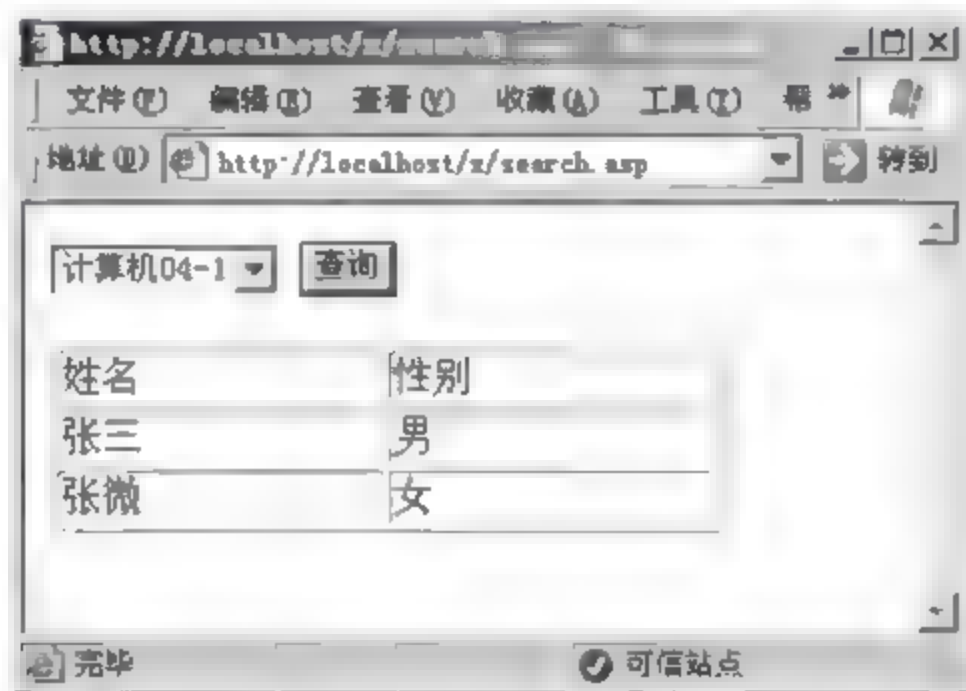 http://localhost/x/
文件(F) 编辑(E) 查看(V) 收藏(A) 工具(T) 帮 »
地址(D) http://localhost/x/search.asp 转到
计算机04-1 查询
姓名 性别
张三 男
张微 女
完毕 可信站点